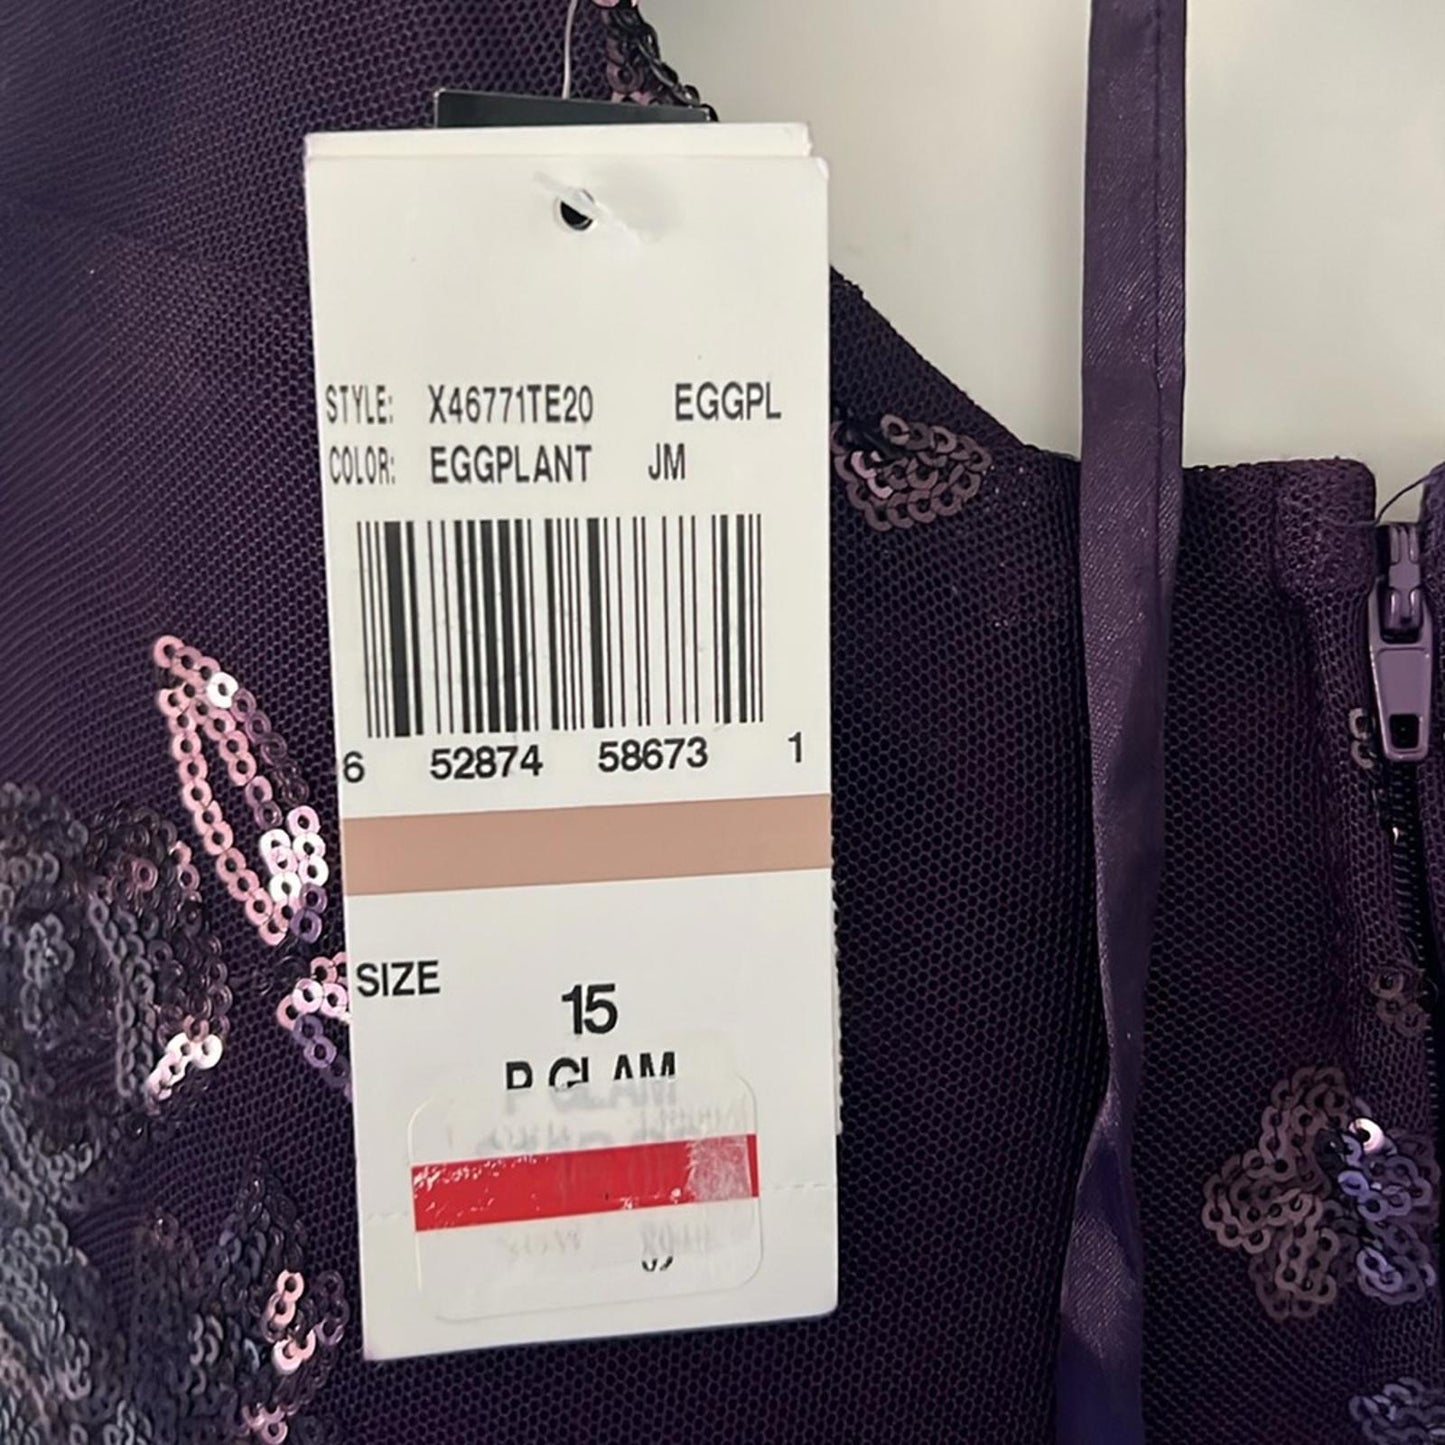 STYLE: X46771TE20 EGGPL
COLOR: EGGPLANT JM
6 52874 58673 1
SIZE
15
P GLAM